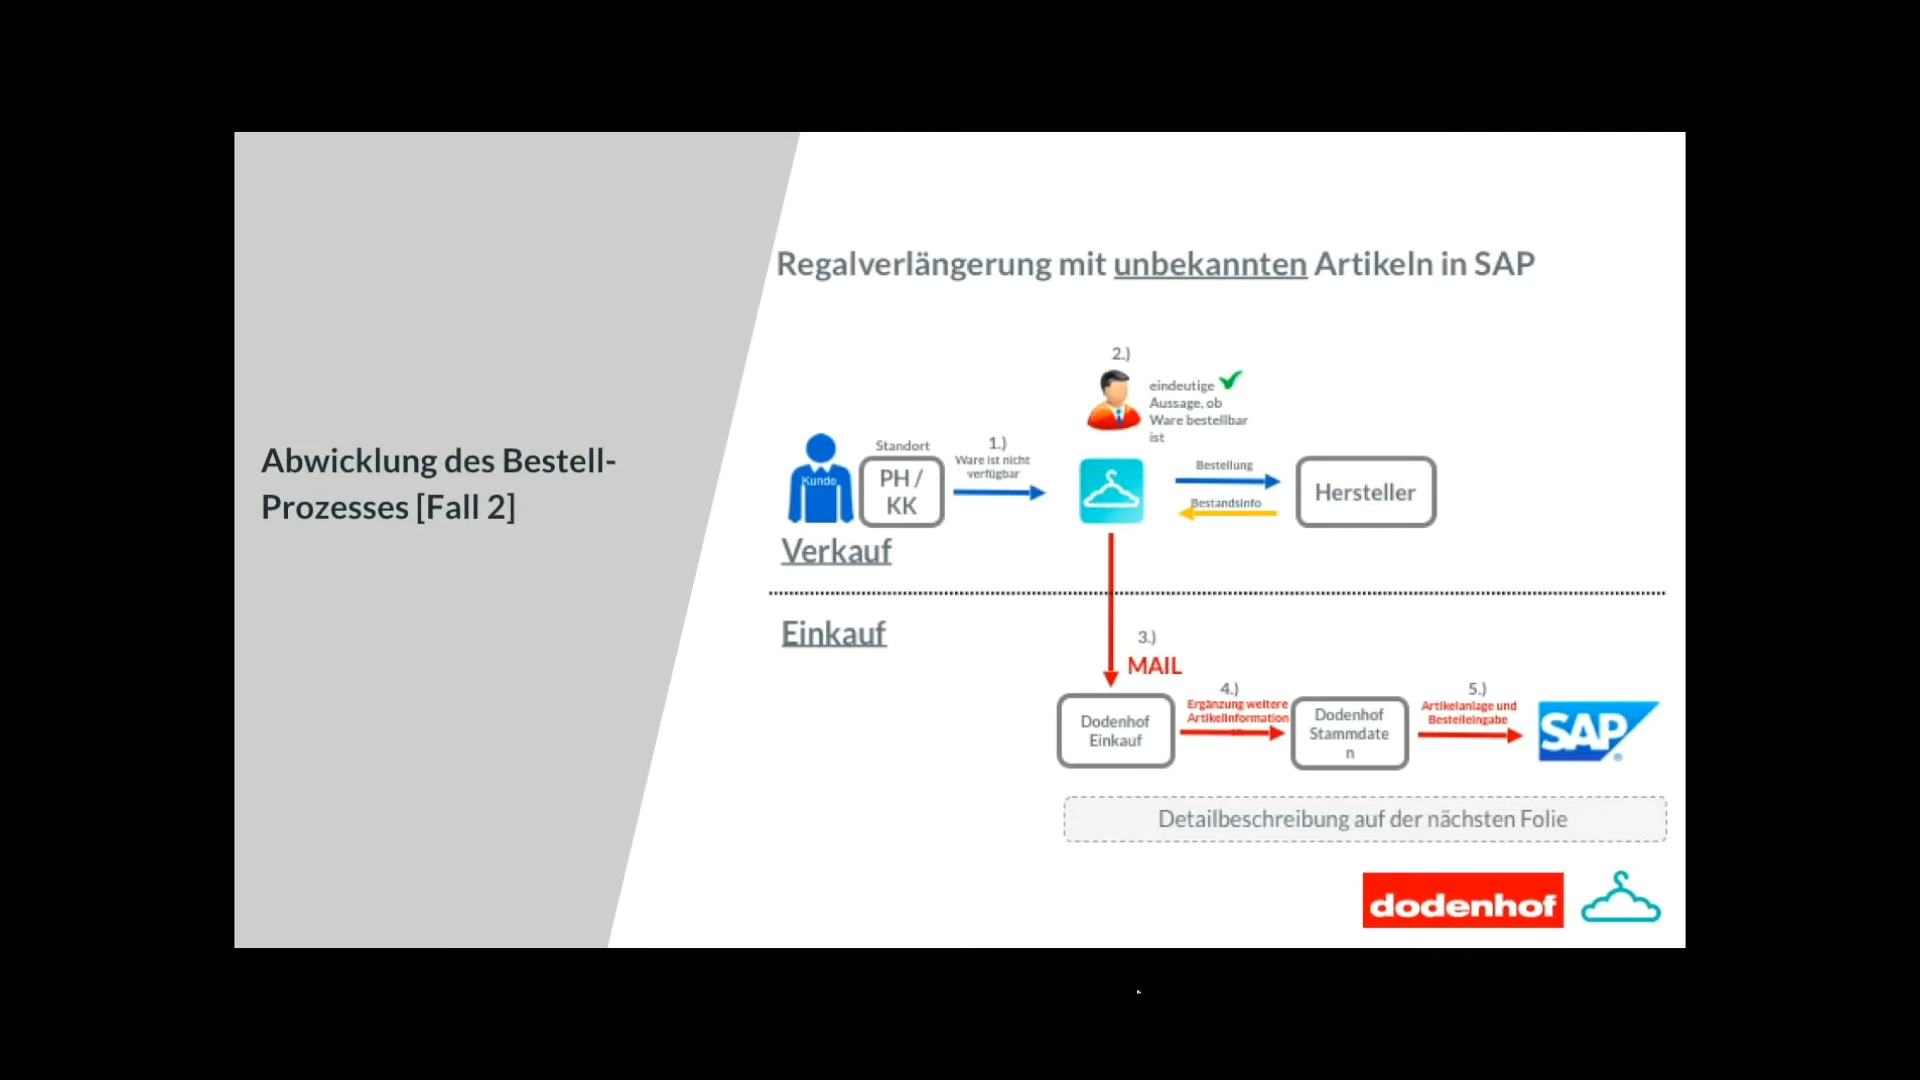 Abwicklung des Bestell-
Prozesses [Fall 2]
Regalverlängerung mit unbekannten Artikeln in SAP
2.)
eindeutige
Aussage, ob
Ware bestellbar
ist
Kunde
Standort
PH /
KK
1.)
Ware ist nicht
verfügbar
Bestellung
Bestandsinfo
Hersteller
Verkauf
Einkauf
3.)
MAIL
Dodenhof
Einkauf
4.)
Ergänzung weitere
Artikelinformation
en
Dodenhof
Stammdate
n
5.)
Artikelanlage und
Bestelleingabe
SAP®
Detailbeschreibung auf der nächsten Folie
dodenhof